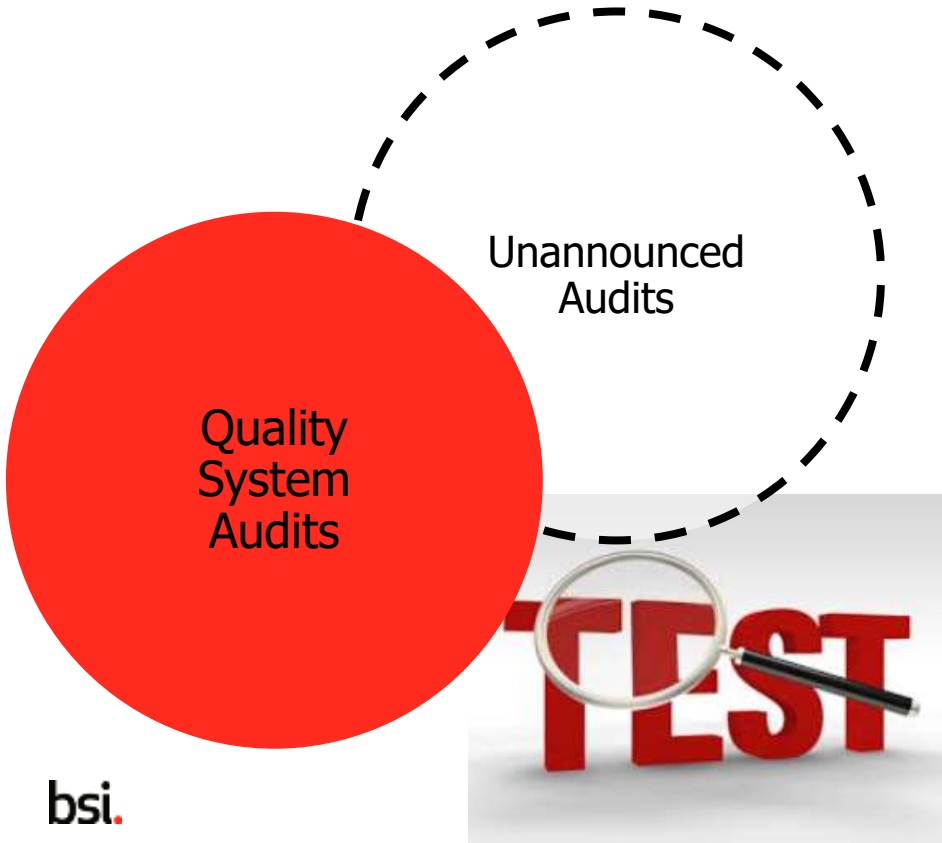 Unannounced
Audits
Quality
System
Audits
TEST
bsi.